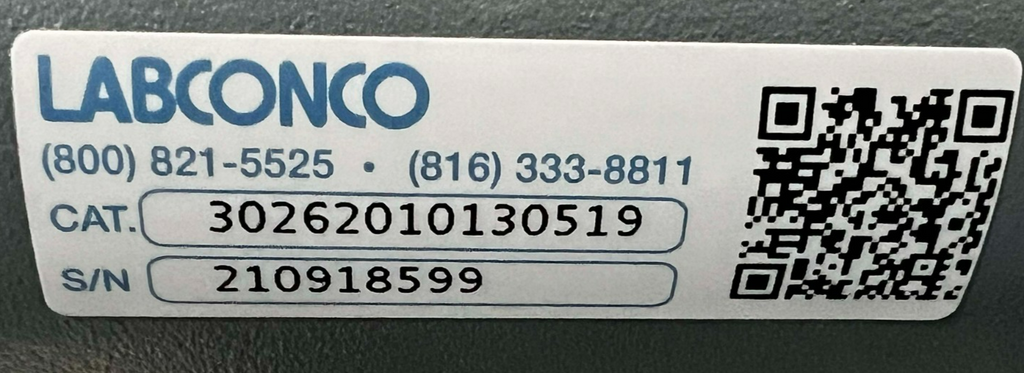 LABCONCO
(800) 821-5525 • (816) 333-8811
CAT. 30262010130519
S/N 210918599